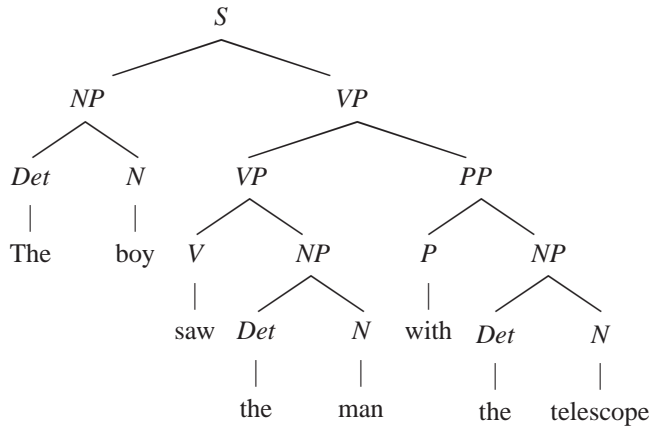 S
NP VP
Det N VP PP
The boy V NP P NP
saw Det N with Det N
the man the telescope